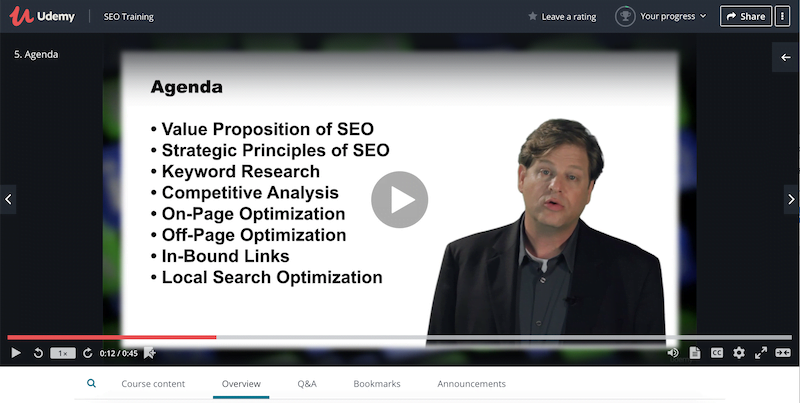 Udemy
SEO Training
Leave a rating
Your progress
Share
5. Agenda
Agenda
• Value Proposition of SEO
• Strategic Principles of SEO
• Keyword Research
• Competitive Analysis
• On-Page Optimization
• Off-Page Optimization
• In-Bound Links
• Local Search Optimization
1×
0:12 / 0:45
CC
Course content
Overview
Q&A
Bookmarks
Announcements